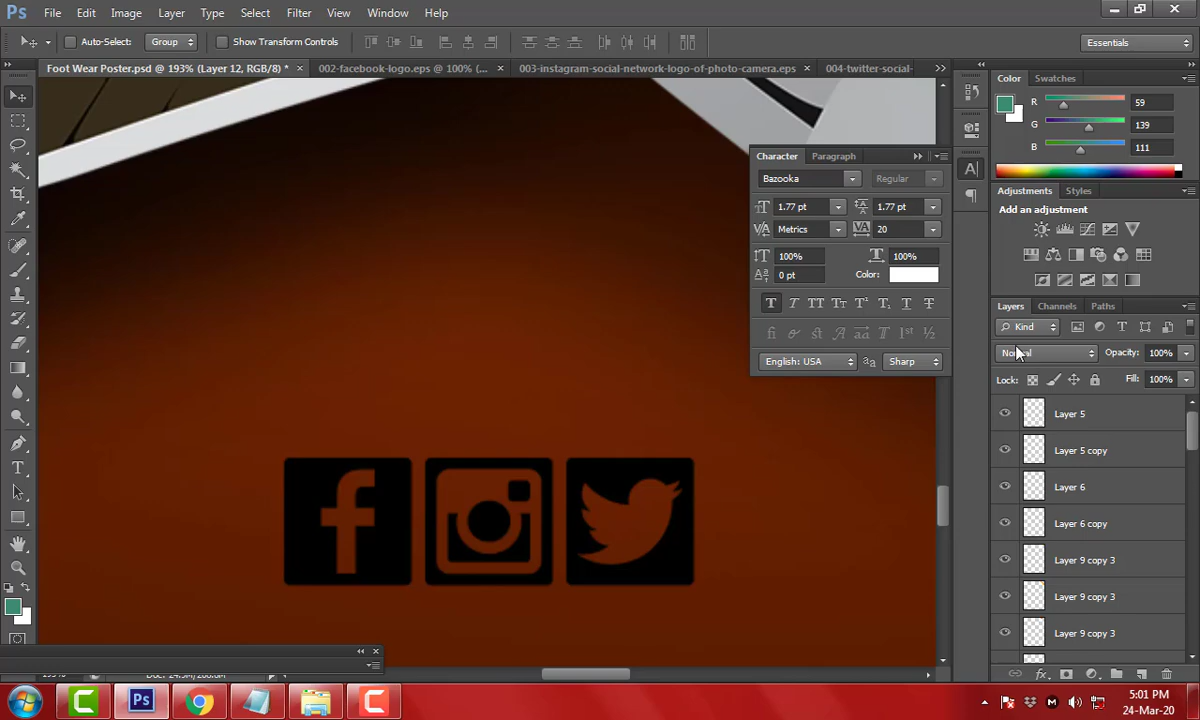 Ps File Edit Image Layer Type Select Filter View Window Help
Auto-Select: Group Show Transform Controls Essentials
Foot Wear Poster.psd @ 193% (Layer 12, RGB/8) * × 002-facebook-logo.eps @ 100% (... × 003-instagram-social-network-logo-of-photo-camera.eps × 004-twitter-social-
Color Swatches
R 59
G 139
B 111
Character Paragraph
Bazooka Regular
1.77 pt 1.77 pt
Metrics 20
100% 100%
0 pt Color:
English: USA Sharp
Adjustments Styles
Add an adjustment
Layers Channels Paths
Kind
Normal Opacity: 100%
Lock: Fill: 100%
Layer 5
Layer 5 copy
Layer 6
Layer 6 copy
Layer 9 copy 3
Layer 9 copy 3
Layer 9 copy 3
5:01 PM
24-Mar-20